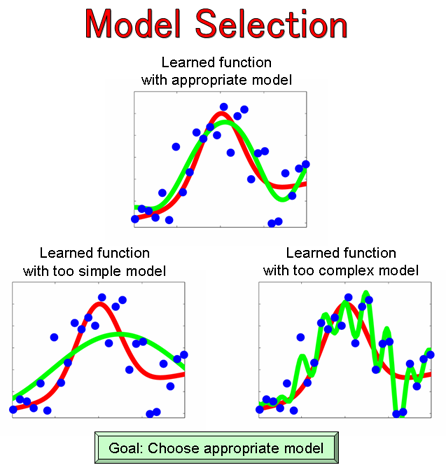 Model Selection
Learned function
with appropriate model
Learned function
with too simple model
Learned function
with too complex model
Goal: Choose appropriate model